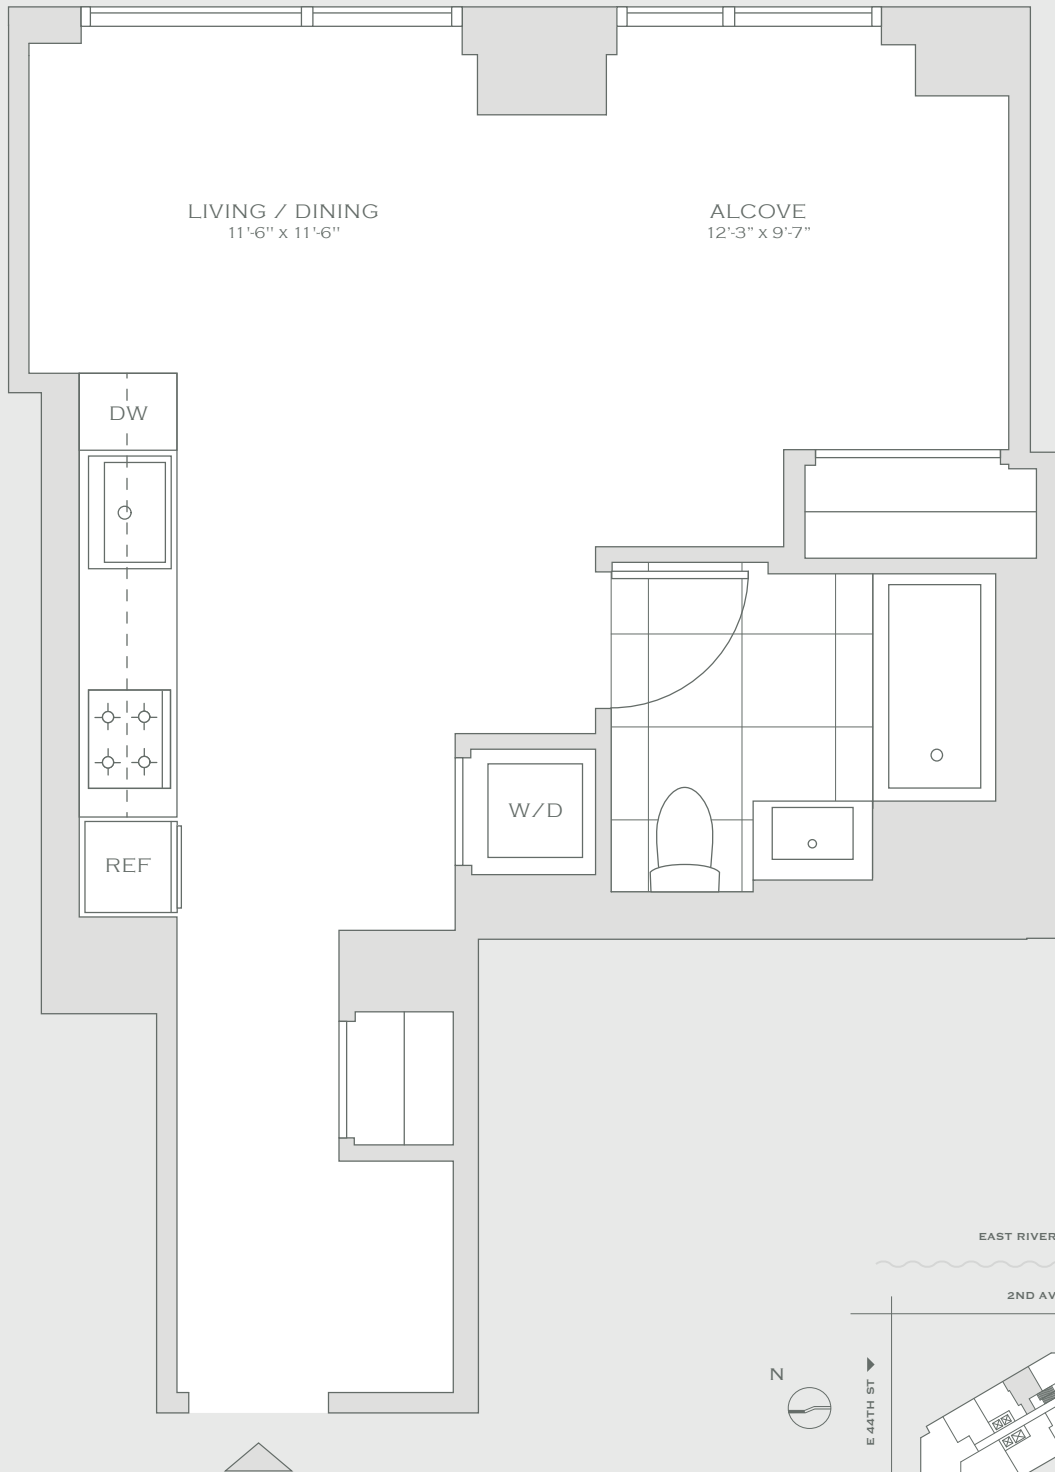 LIVING / DINING
11'-6" x 11'-6"
ALCOVE
12'-3" x 9'-7"
DW
W/D
REF
EAST RIVER
2ND AV
N
E 44TH ST